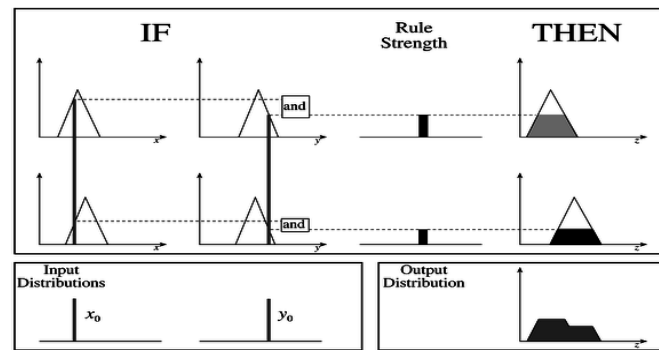 IF
Rule
Strength
THEN
and
x
y
z
and
x
y
z
Input
Distributions
x0
y0
Output
Distribution
z